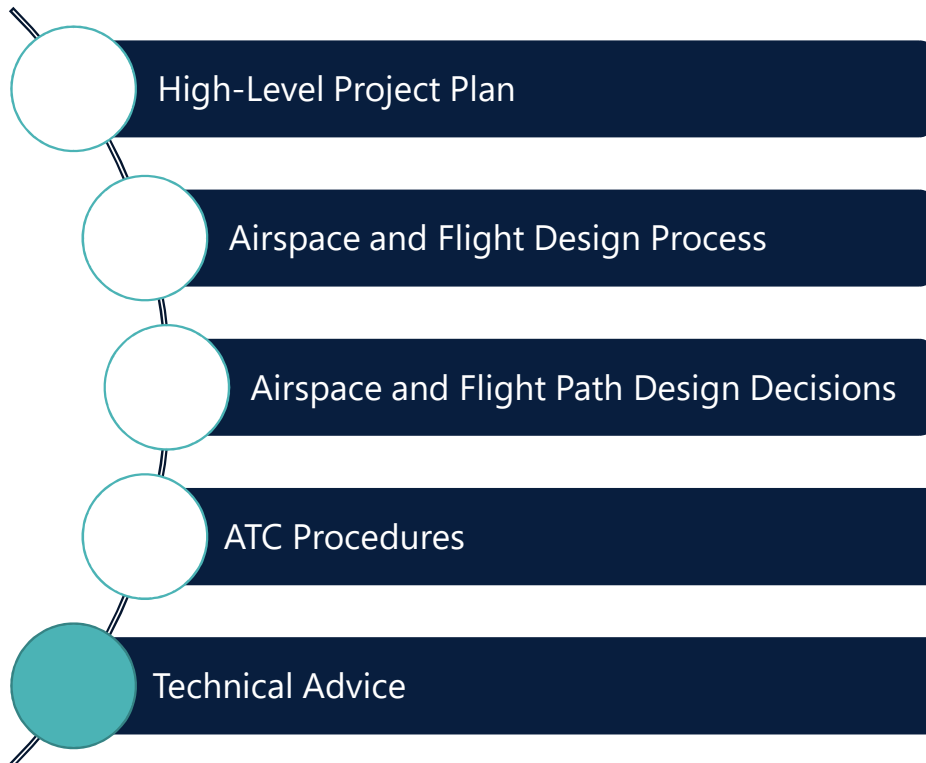 High-Level Project Plan
Airspace and Flight Design Process
Airspace and Flight Path Design Decisions
ATC Procedures
Technical Advice